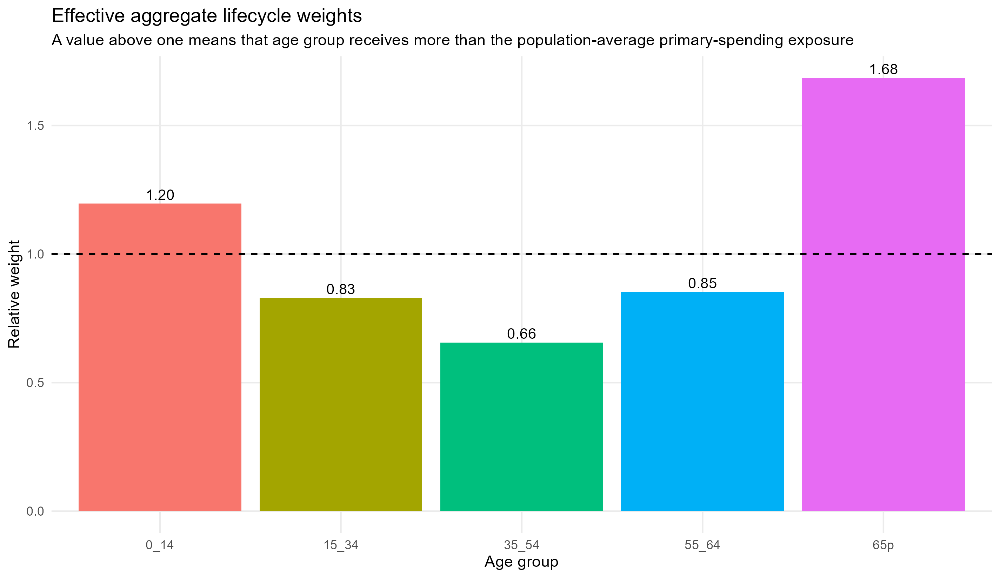 Effective aggregate lifecycle weights
A value above one means that age group receives more than the population-average primary-spending exposure
1.68
1.5
1.20
1.0
0.85
0.83
0.66
0.5
0.0
Relative weight
0_14
15_34
35_54
55_64
65p
Age group